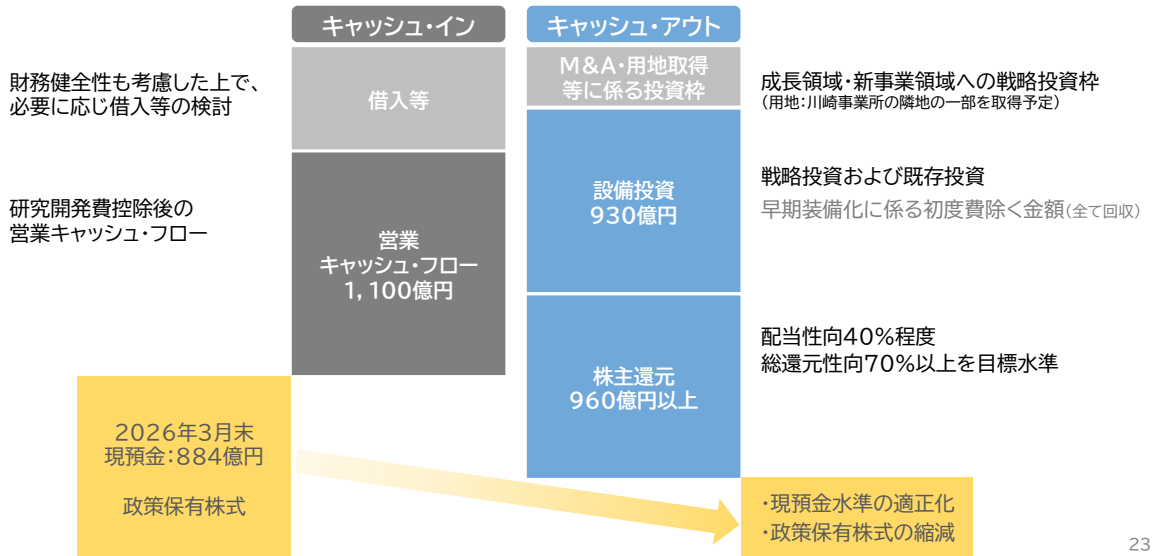 キャッシュ・イン
キャッシュ・アウト
財務健全性も考慮した上で、
必要に応じ借入等の検討
借入等
M&A・用地取得
等に係る投資枠
成長領域・新事業領域への戦略投資枠
(用地:川崎事業所の隣地の一部を取得予定)
研究開発費控除後の
営業キャッシュ・フロー
営業
キャッシュ・フロー
1,100億円
設備投資
930億円
戦略投資および既存投資
早期装備化に係る初度費除く金額(全て回収)
株主還元
960億円以上
配当性向40%程度
総還元性向70%以上を目標水準
2026年3月末
現預金:884億円
政策保有株式
・現預金水準の適正化
・政策保有株式の縮減
23